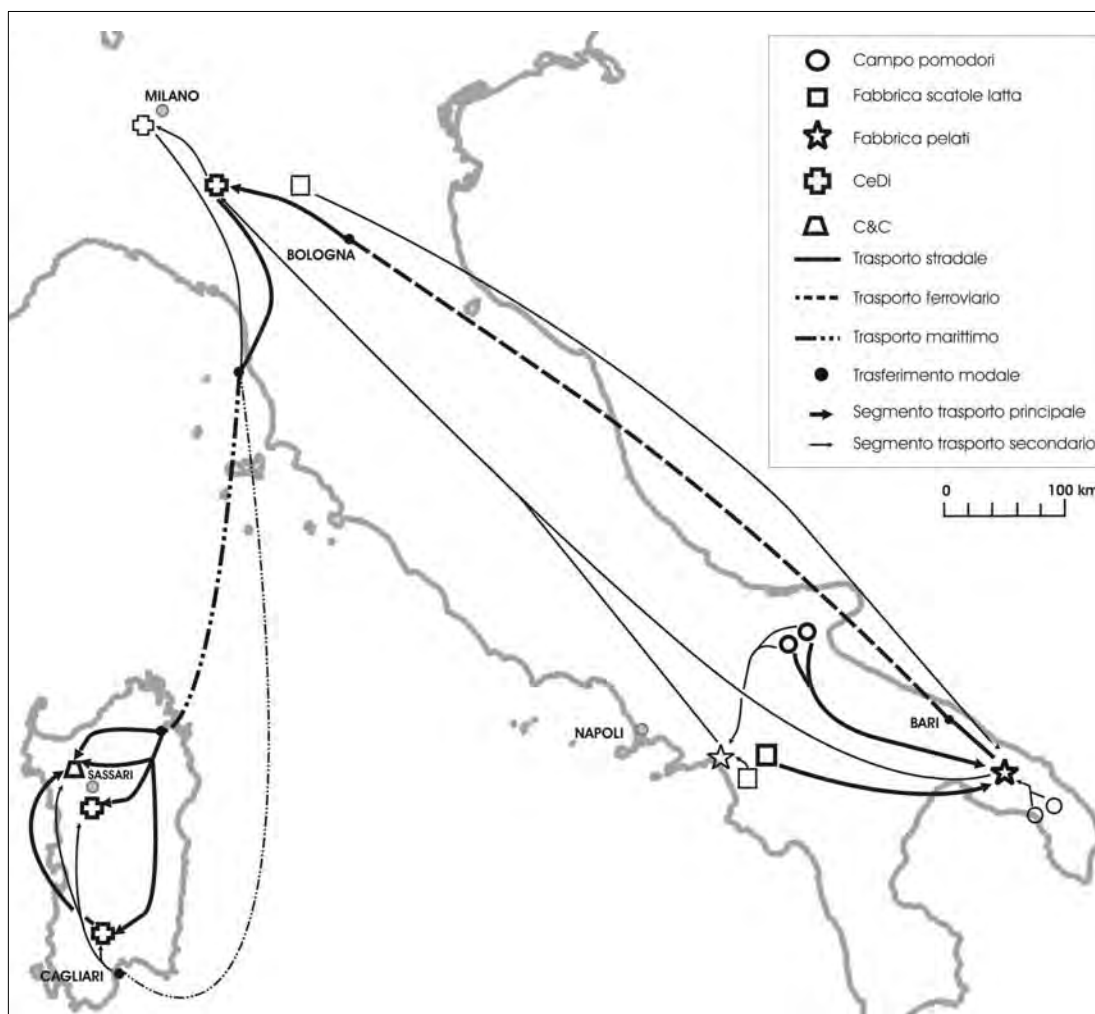 MILANO
BOLOGNA
NAPOLI
BARI
SASSARI
CAGLIARI
Campo pomodori
Fabbrica scatole latta
Fabbrica pelati
CeDi
C&C
Trasporto stradale
Trasporto ferroviario
Trasporto marittimo
Trasferimento modale
Segmento trasporto principale
Segmento trasporto secondario
0 100 km